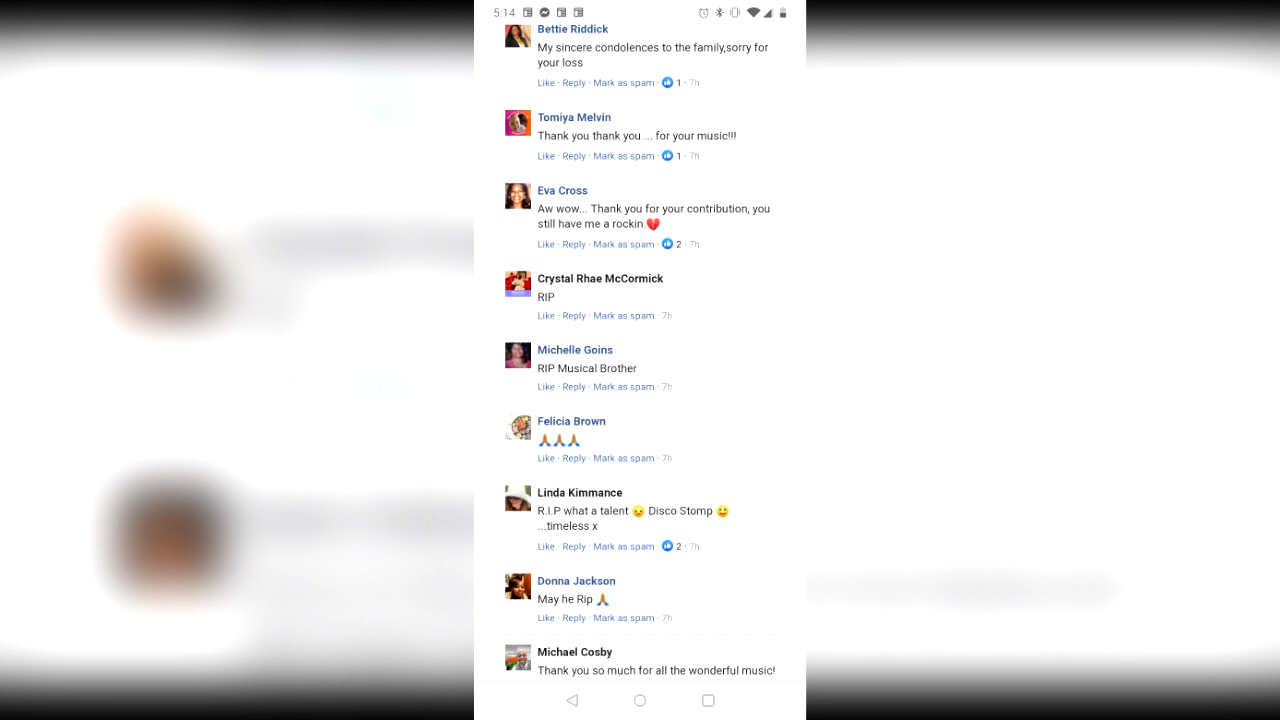 5:14
Bettie Riddick
My sincere condolences to the family,sorry for
your loss
Like · Reply · Mark as spam · 1 · 7h
Tomiya Melvin
Thank you thank you ... for your music!!!
Like · Reply · Mark as spam · 1 · 7h
Eva Cross
Aw wow... Thank you for your contribution, you
still have me a rockin.💔
Like · Reply · Mark as spam · 2 · 7h
Crystal Rhae McCormick
RIP
Like · Reply · Mark as spam · 7h
Michelle Goins
RIP Musical Brother
Like · Reply · Mark as spam · 7h
Felicia Brown
🙏🏾🙏🏾🙏🏾
Like · Reply · Mark as spam · 7h
Linda Kimmance
R.I.P what a talent 😢 Disco Stomp 😃
...timeless x
Like · Reply · Mark as spam · 2 · 7h
Donna Jackson
May he Rip 🙏🏾
Like · Reply · Mark as spam · 7h
Michael Cosby
Thank you so much for all the wonderful music!